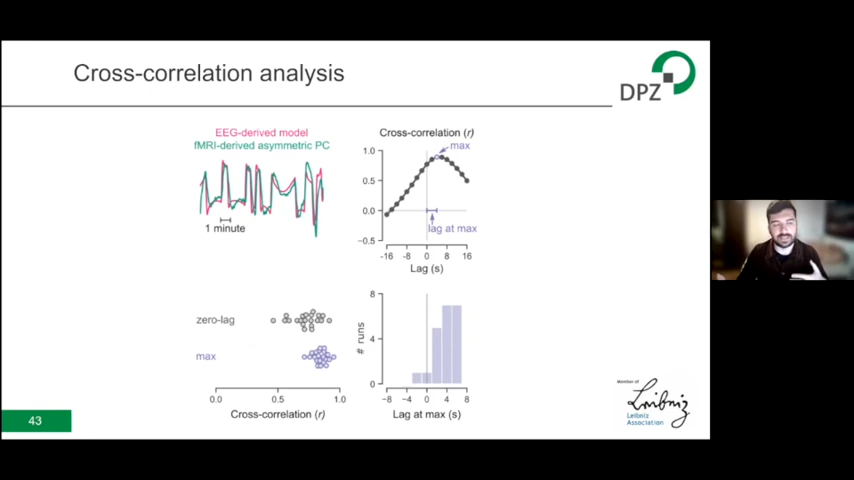 Cross-correlation analysis
DPZ
EEG-derived model
fMRI-derived asymmetric PC
1 minute
Cross-correlation (r)
max
1.0
0.5
0.0
−0.5
lag at max
-16 -8 0 8 16
Lag (s)
zero-lag
max
0.0 0.5 1.0
Cross-correlation (r)
# runs
8
4
0
−8 −4 0 4 8
Lag at max (s)
43
Member of
Leibniz
Leibniz
Association